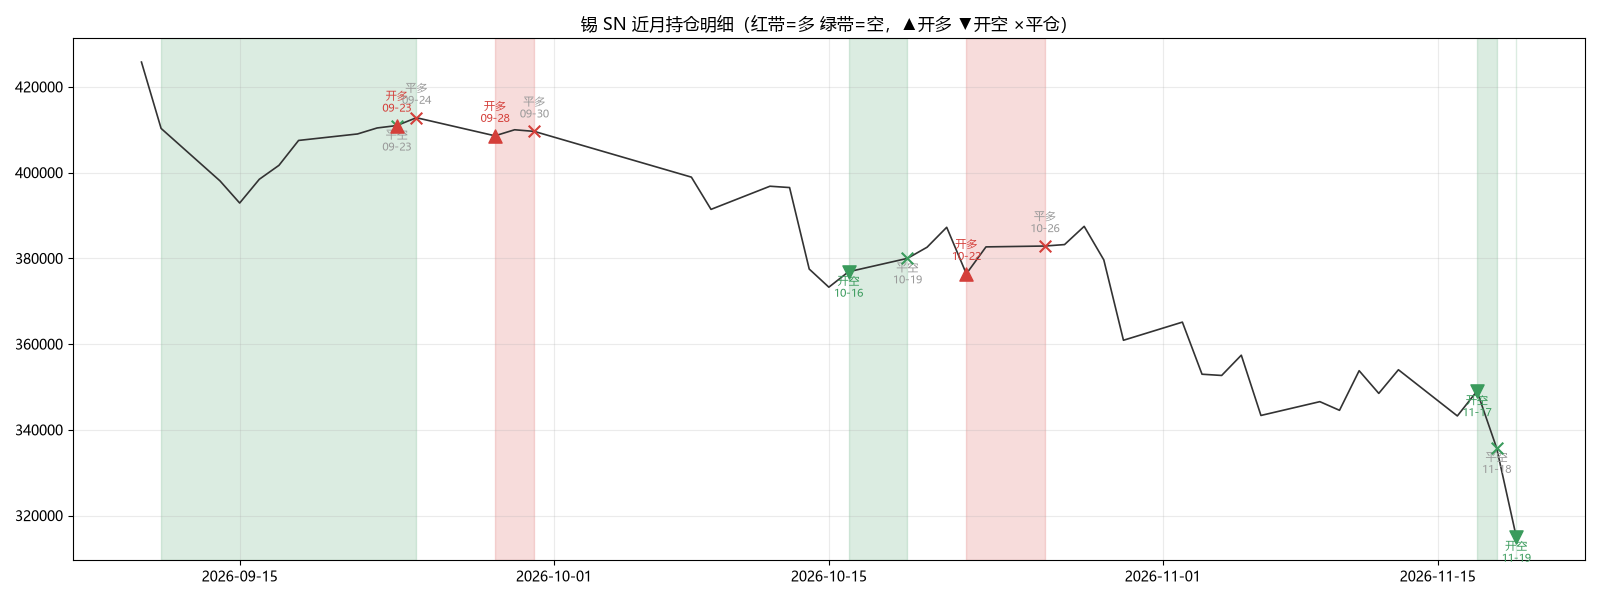 锡 SN 近月持仓明细（红带=多 绿带=空，▲开多 ▼开空 ×平仓）
420000
400000
380000
360000
340000
320000
开多
09-23
平空
09-23
平多
09-24
开多
09-28
平多
09-30
开空
10-16
平空
10-19
开多
10-22
平多
10-26
开空
11-17
平空
11-18
开空
11-19
2026-09-15
2026-10-01
2026-10-15
2026-11-01
2026-11-15